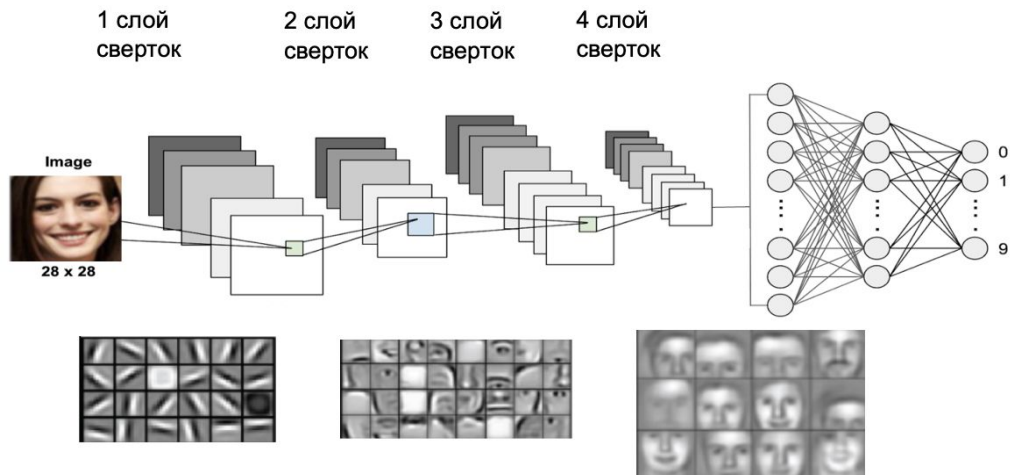 1 слой
сверток
2 слой
сверток
3 слой
сверток
4 слой
сверток
Image
28 x 28
0
1
9